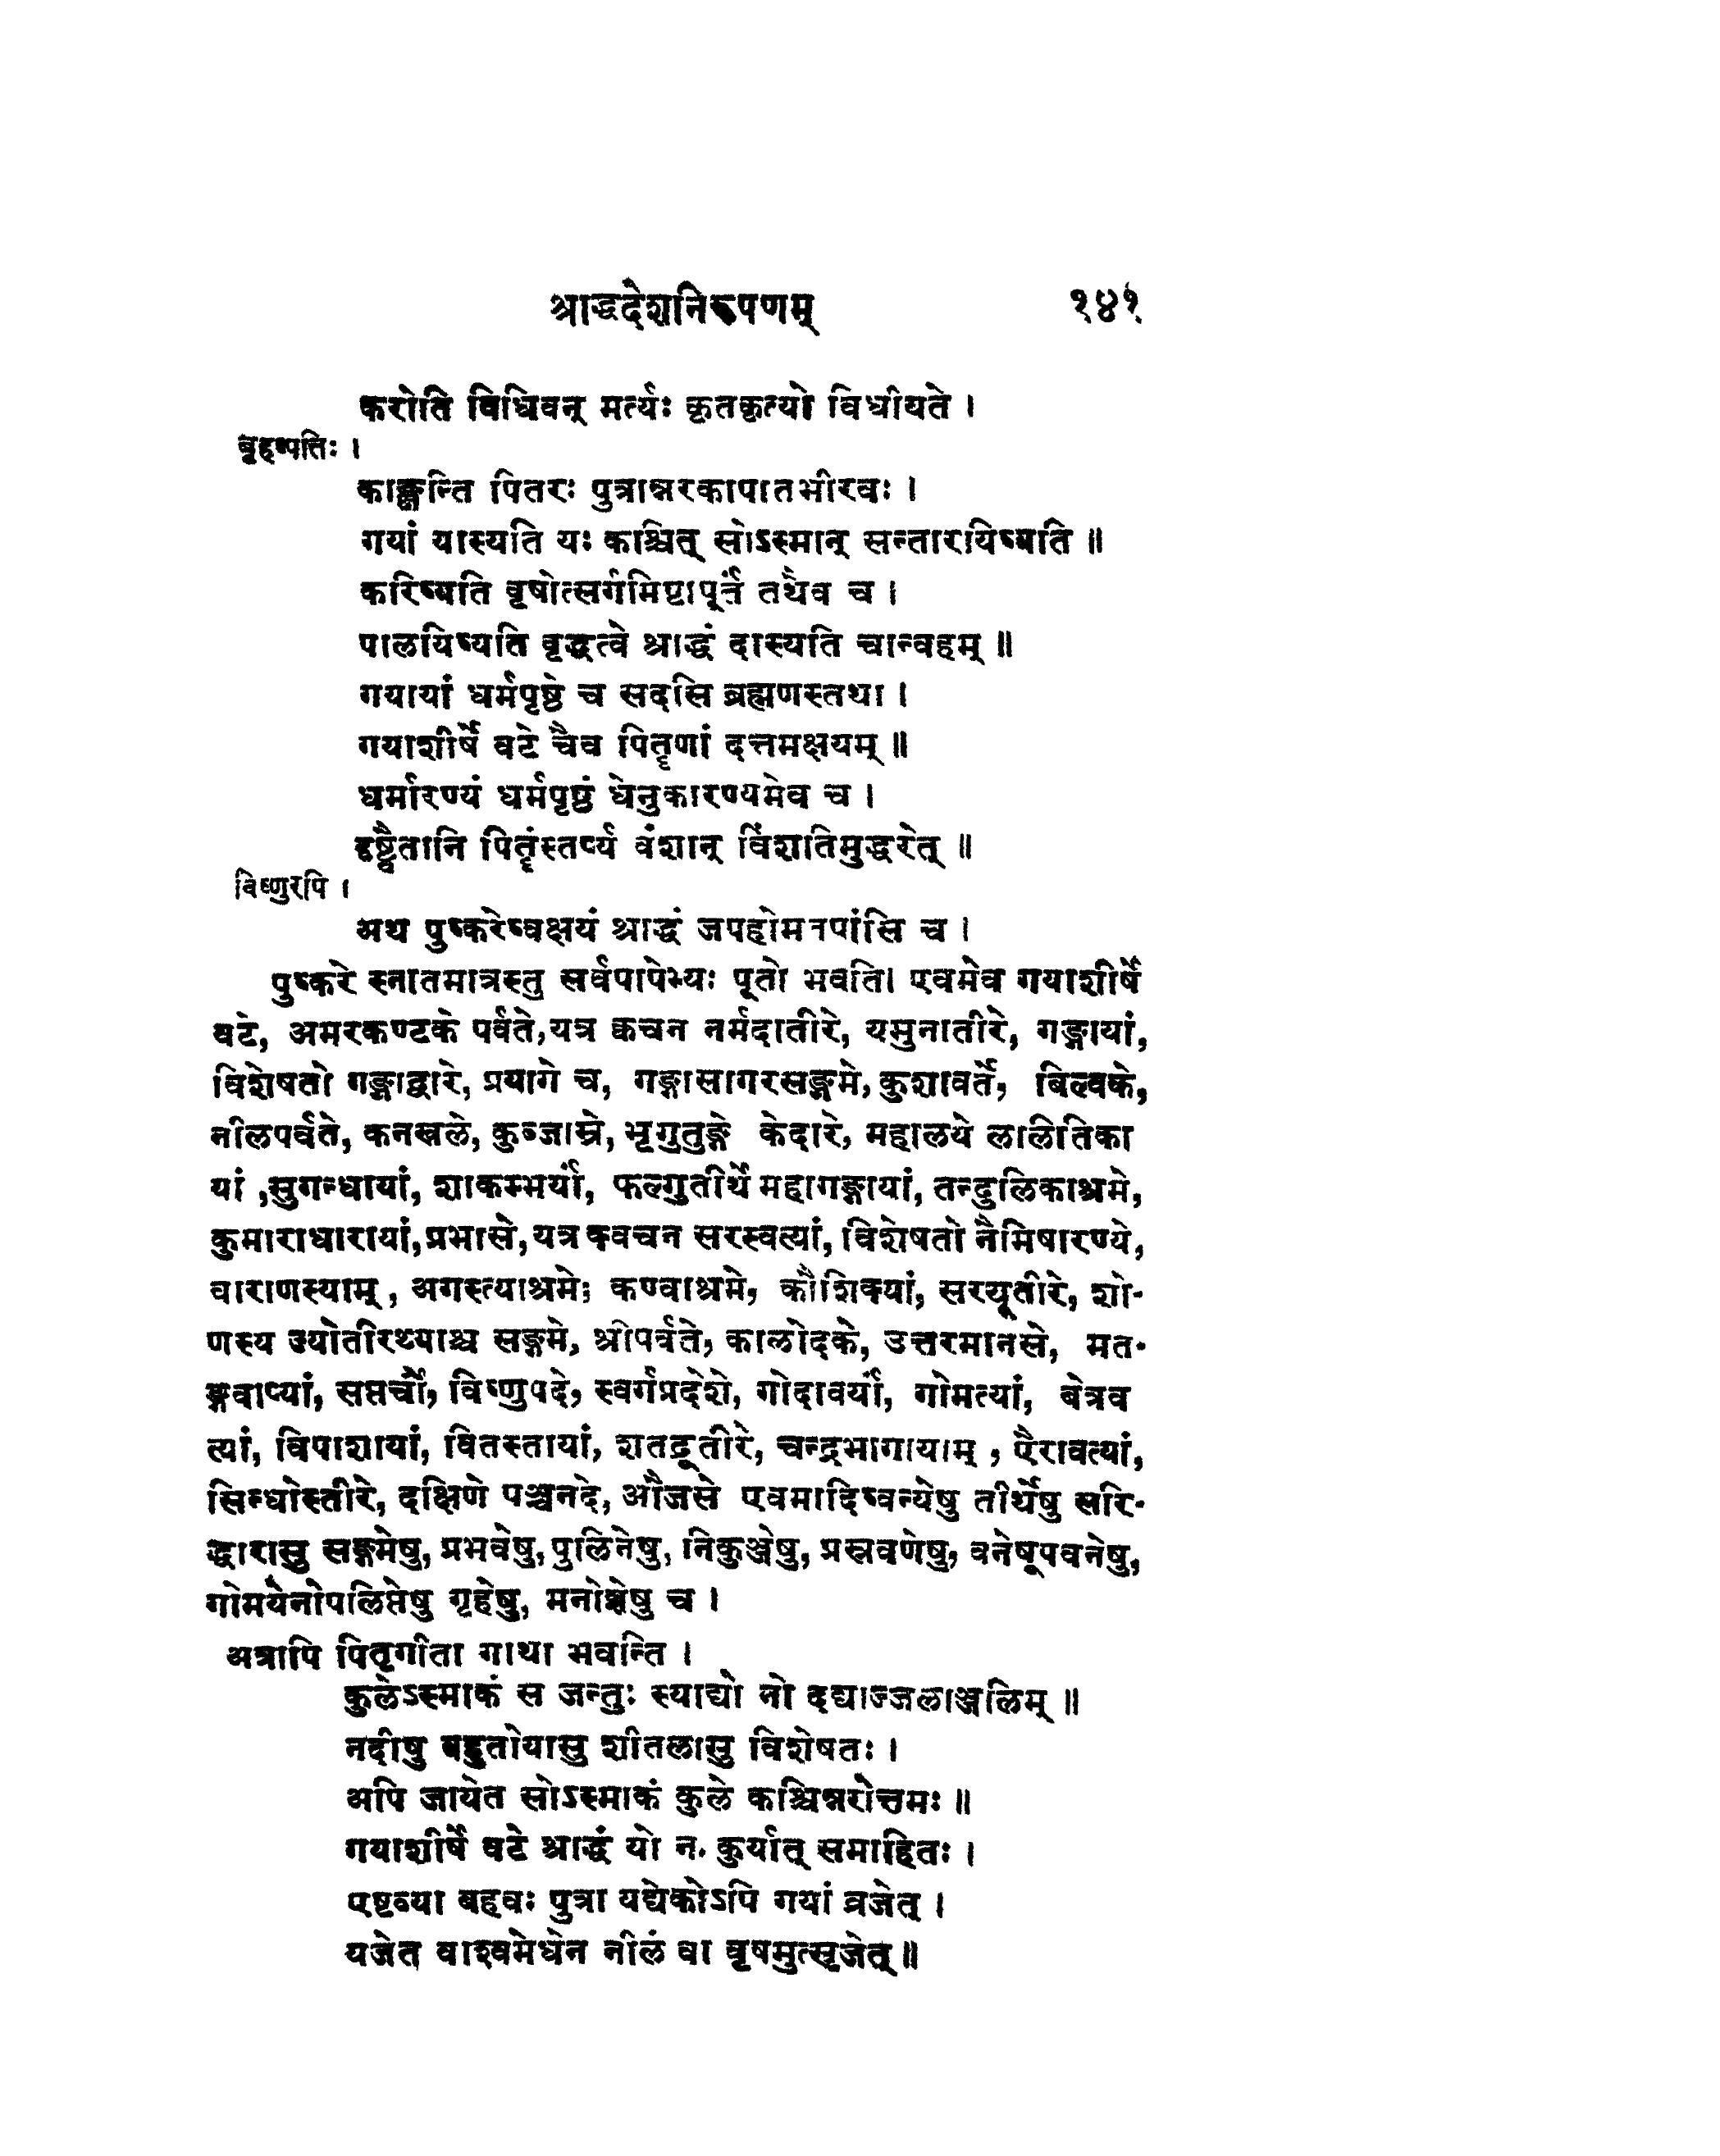 श्राद्धदेशनिरूपणम् १४१
करोति विधिवन् मर्त्यः कृतकृत्यो विधीयते ।
बृहष्पतिः ।
काङ्क्षन्ति पितरः पुत्रान्नरकापातभीरवः ।
गयां यास्यति यः कश्चित् सोऽस्मान् सन्तारयिष्यति ॥
करिष्यति वृषोत्सर्गमिष्टापूर्त्तं तथैव च ।
पालयिष्यति वृद्धत्वे श्राद्धं दास्यति चान्वहम् ॥
गयायां धर्मपृष्ठे च सदसि ब्रह्मणस्तथा ।
गयाशीर्षे वटे चैव पितॄणां दत्तमक्षयम् ॥
धर्मारण्यं धर्मपृष्ठं धेनुकारण्यमेव च ।
दृष्ट्वैतानि पितॄंस्तर्प्य वंशान् विंशतिमुद्धरेत् ॥
विष्णुरपि ।
अथ पुष्करेष्वक्षयं श्राद्धं जपहोमतपांसि च ।
पुष्करे स्नातमात्रस्तु सर्वपापेभ्यः पूतो भवति। एवमेव गयाशीर्षे
वटे, अमरकण्टके पर्वते,यत्र क्वचन नर्मदातीरे, यमुनातीरे, गङ्गायां,
विशेषतो गङ्गाद्वारे, प्रयागे च, गङ्गासागरसङ्गमे, कुशावर्ते, बिल्वके,
नीलपर्वते, कनखले, कुब्जाम्रे, भृगुतुङ्गे केदारे, महालये लालितिका
यां ,सुगन्धायां, शाकम्भर्यां, फल्गुतीर्थे महागङ्गायां, तन्दुलिकाश्रमे,
कुमाराधारायां,प्रभासे,यत्र क्वचन सरस्वत्यां, विशेषतो नैमिषारण्ये,
वाराणस्याम् , अगस्त्याश्रमे; कण्वाश्रमे, कौशिक्यां, सरयूतीरे, शो-
णस्य ज्योतीरथ्याश्च सङ्गमे, श्रीपर्वते, कालोदके, उत्तरमानसे, मत-
ङ्गवाप्यां, सप्तर्चौ, विष्णुपदे, स्वर्गप्रदेशे, गोदावर्यां, गोमत्यां, वेत्रव
त्यां, विपाशायां, वितस्तायां, शतद्रूतीरे, चन्द्रभागायाम् , ऐरावत्यां,
सिन्धोस्तीरे, दक्षिणे पञ्चनदे, औजसे एवमादिष्वन्येषु तीर्थेषु सरि-
द्धारासु सङ्गमेषु, प्रभवेषु, पुलिनेषु, निकुञ्जेषु, प्रस्रवणेषु, वनेषूपवनेषु,
गोमयेनोपलिप्तेषु गृहेषु, मनोज्ञेषु च ।
अत्रापि पितृगीता गाथा भवन्ति ।
कुलेऽस्माकं स जन्तुः स्याद्यो नो दद्याज्जलाञ्जलिम् ॥
नदीषु बहुतोयासु शीतलासु विशेषतः ।
अपि जायेत सोऽस्माकं कुले कश्चिन्नरोत्तमः ॥
गयाशीर्षे वटे श्राद्धं यो न. कुर्यात् समाहितः ।
एष्टव्या बहवः पुत्रा यद्येकोऽपि गयां व्रजेत् ।
यजेत वाश्वमेधेन नीलं वा वृषमुत्सृजेत् ॥